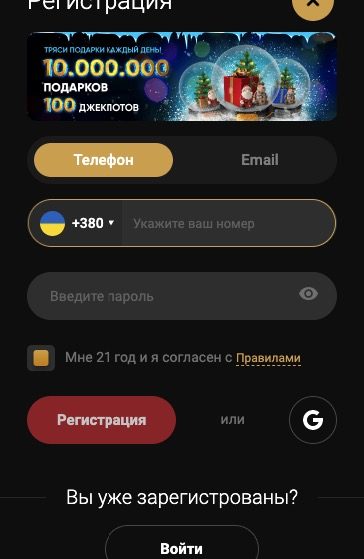 Регистрация
ТРЯСИ ПОДАРКИ КАЖДЫЙ ДЕНЬ!
10.000.000
ПОДАРКОВ
100 ДЖЕКПОТОВ
Телефон
Email
+380
Укажите ваш номер
Введите пароль
Мне 21 год и я согласен с Правилами
Регистрация
или
G
Вы уже зарегистрированы?
Войти